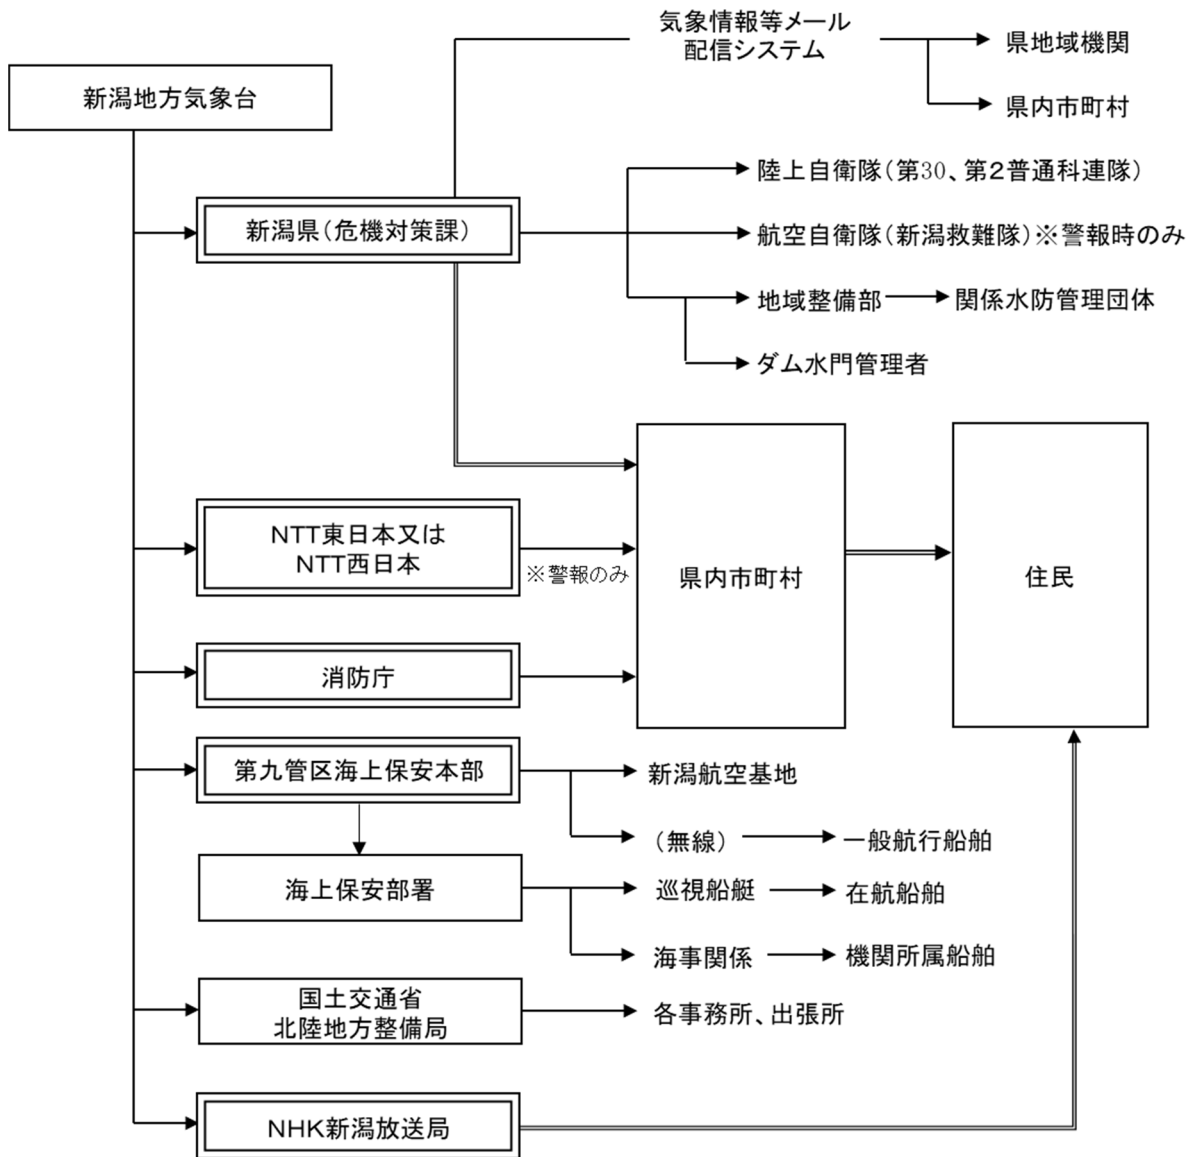 気象情報等メール
配信システム
県地域機関
新潟地方気象台
県内市町村
陸上自衛隊(第30、第2普通科連隊)
新潟県(危機対策課)
航空自衛隊(新潟救難隊)※警報時のみ
地域整備部
関係水防管理団体
ダム水門管理者
NTT東日本又は
NTT西日本
※警報のみ
県内市町村
住民
消防庁
第九管区海上保安本部
新潟航空基地
(無線)
一般航行船舶
海上保安部署
巡視船艇
在航船舶
海事関係
機関所属船舶
国土交通省
北陸地方整備局
各事務所、出張所
NHK新潟放送局